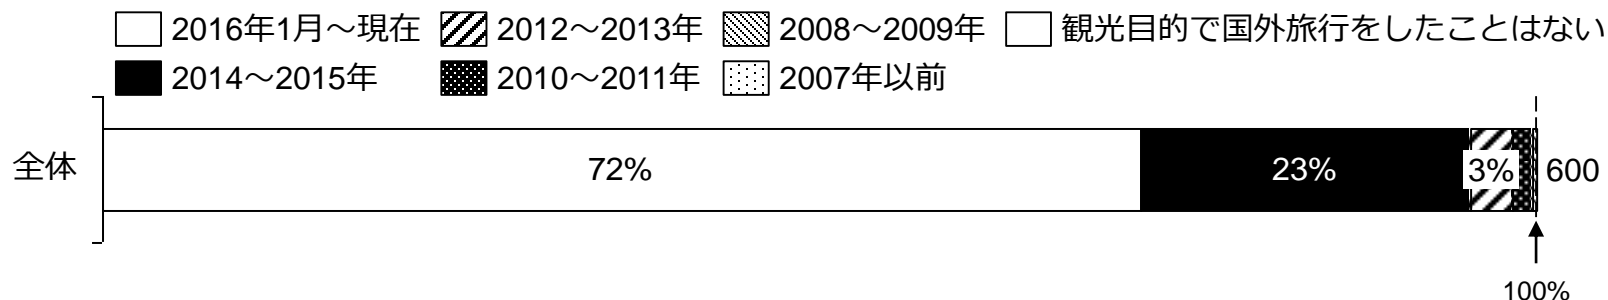 2016年1月～現在 2012～2013年 2008～2009年 観光目的で国外旅行をしたことはない
2014～2015年 2010～2011年 2007年以前
全体 72% 23% 3% 600
100%